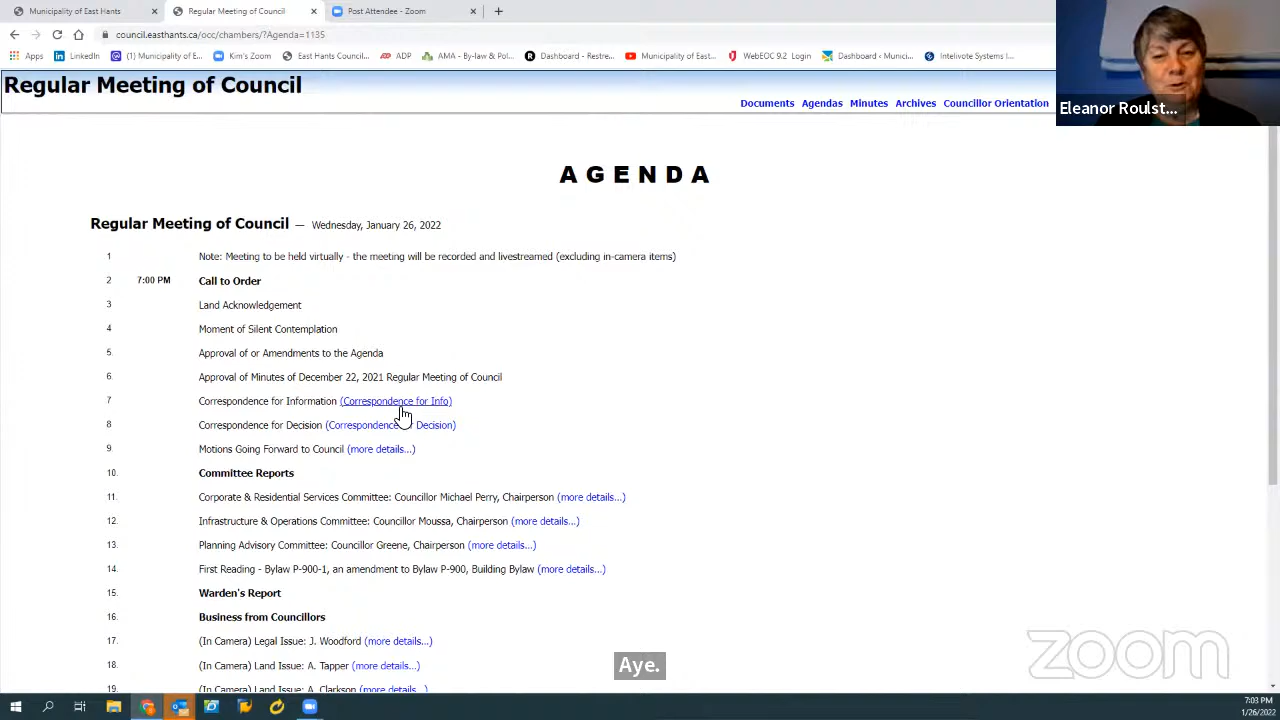 Municipality of East Hants
Regular Meeting of Council
Post Attendee - Zoom
council.easthants.ca/occ/chambers/?Agenda=1135
Apps
LinkedIn
(1) Municipality of E...
Kim's Zoom
East Hants Council...
ADP
AMA - By-law & Pol...
Dashboard - Restre...
Municipality of East...
WebEOC 9.2 Login
Dashboard ‹ Munici...
Intelivote Systems I...
Regular Meeting of Council
Documents Agendas Minutes Archives Councillor Orientation
Eleanor Roulst...
AGENDA
Regular Meeting of Council — Wednesday, January 26, 2022
1 Note: Meeting to be held virtually - the meeting will be recorded and livestreamed (excluding in-camera items)
2 7:00 PM Call to Order
3 Land Acknowledgement
4 Moment of Silent Contemplation
5. Approval of or Amendments to the Agenda
6. Approval of Minutes of December 22, 2021 Regular Meeting of Council
7 Correspondence for Information (Correspondence for Info)
8 Correspondence for Decision (Correspondence Decision)
9. Motions Going Forward to Council (more details...)
10. Committee Reports
11. Corporate & Residential Services Committee: Councillor Michael Perry, Chairperson (more details...)
12. Infrastructure & Operations Committee: Councillor Moussa, Chairperson (more details...)
13. Planning Advisory Committee: Councillor Greene, Chairperson (more details...)
14. First Reading - Bylaw P-900-1, an amendment to Bylaw P-900, Building Bylaw (more details...)
15. Warden's Report
16. Business from Councillors
17. (In Camera) Legal Issue: J. Woodford (more details...)
18. (In Camera) Land Issue: A. Tapper (more details...)
19. (In Camera) Land Issue: A. Clarkson (more details...)
Aye.
zoom
7:03 PM
1/26/2022